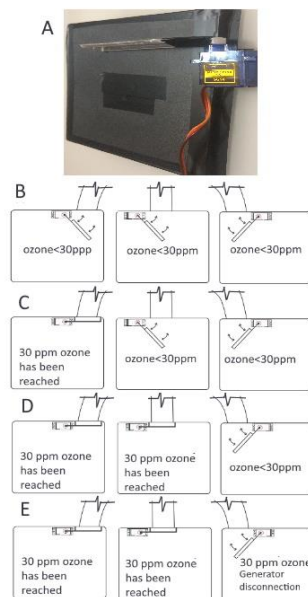 A
B
ozone<30ppp
ozone<30ppm
ozone<30ppm
C
30 ppm ozone
has been
reached
ozone<30ppm
ozone<30ppm
D
30 ppm ozone
has been
reached
30 ppm ozone
has been
reached
ozone<30ppm
E
30 ppm ozone
has been
reached
30 ppm ozone
has been
reached
30 ppm ozone
Generator
disconnection